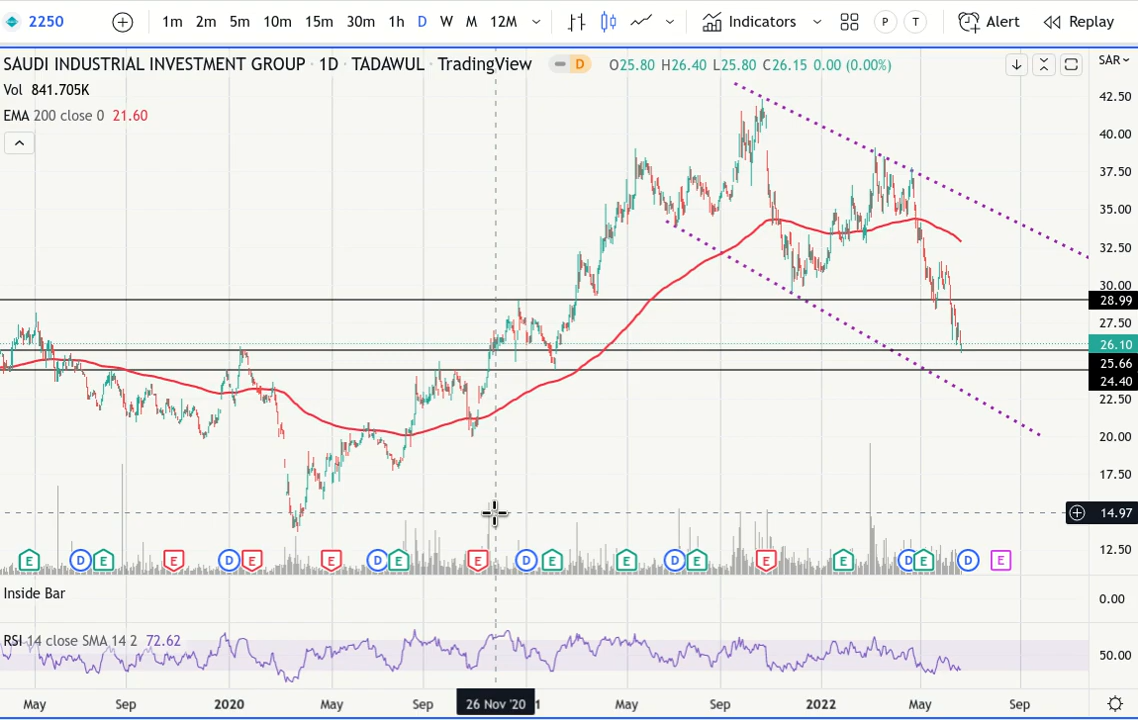 2250 1m 2m 5m 10m 15m 30m 1h D W M 12M Indicators P T Alert Replay
SAUDI INDUSTRIAL INVESTMENT GROUP · 1D · TADAWUL · TradingView D O25.80 H26.40 L25.80 C26.15 0.00 (0.00%) SAR
Vol 841.705K
EMA 200 close 0 21.60
42.50
40.00
37.50
35.00
32.50
30.00
28.99
27.50
26.10
25.66
24.40
22.50
20.00
17.50
14.97
12.50
E D E E D E E D E E D E E D E E E D E D E
Inside Bar
0.00
RSI 14 close SMA 14 2 72.62
50.00
May Sep 2020 May Sep 26 Nov '20 1 May Sep 2022 May Sep